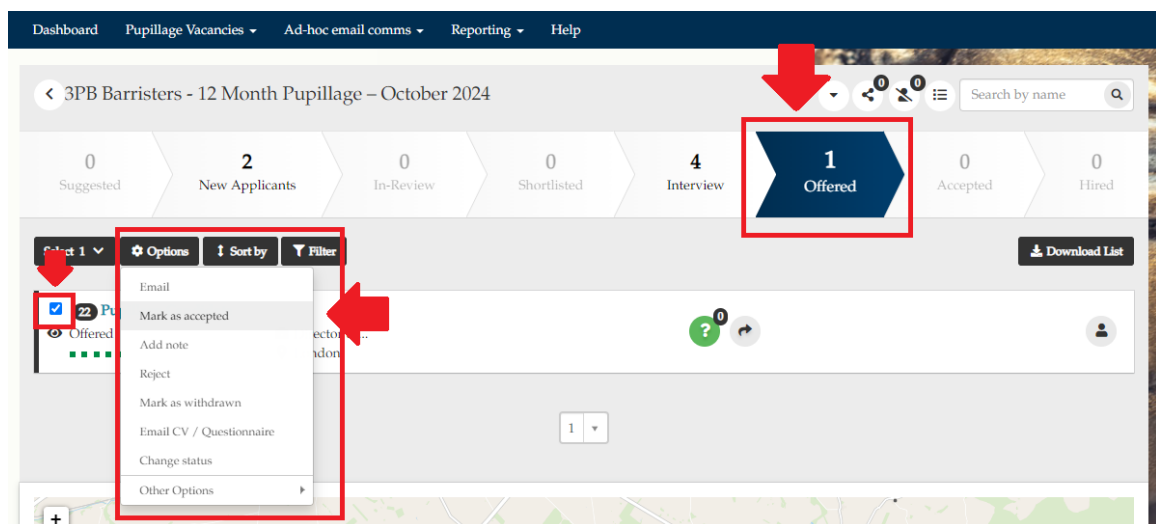 Dashboard Pupillage Vacancies Ad-hoc email comms Reporting Help
3PB Barristers - 12 Month Pupillage – October 2024
0 0
Search by name
0 2 0 0 4 1 0 0
Suggested New Applicants In-Review Shortlisted Interview Offered Accepted Hired
Select 1 Options Sort by Filter Download List
Email
22
Mark as accepted
0
?
Offered
Add note
Reject
Mark as withdrawn
Email CV / Questionnaire
1
Change status
Other Options
+